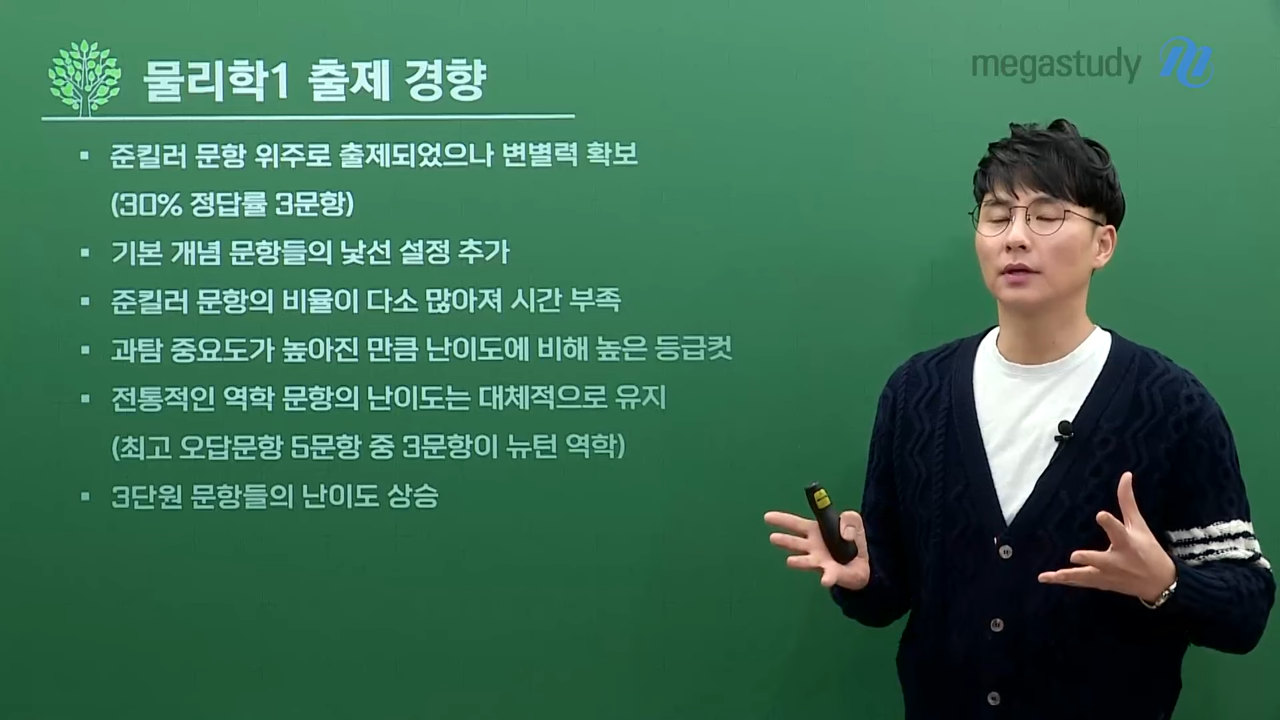 물리학1 출제 경향
megastudy
▪ 준킬러 문항 위주로 출제되었으나 변별력 확보
(30% 정답률 3문항)
▪ 기본 개념 문항들의 낯선 설정 추가
▪ 준킬러 문항의 비율이 다소 많아져 시간 부족
▪ 과탐 중요도가 높아진 만큼 난이도에 비해 높은 등급컷
▪ 전통적인 역학 문항의 난이도는 대체적으로 유지
(최고 오답문항 5문항 중 3문항이 뉴턴 역학)
▪ 3단원 문항들의 난이도 상승